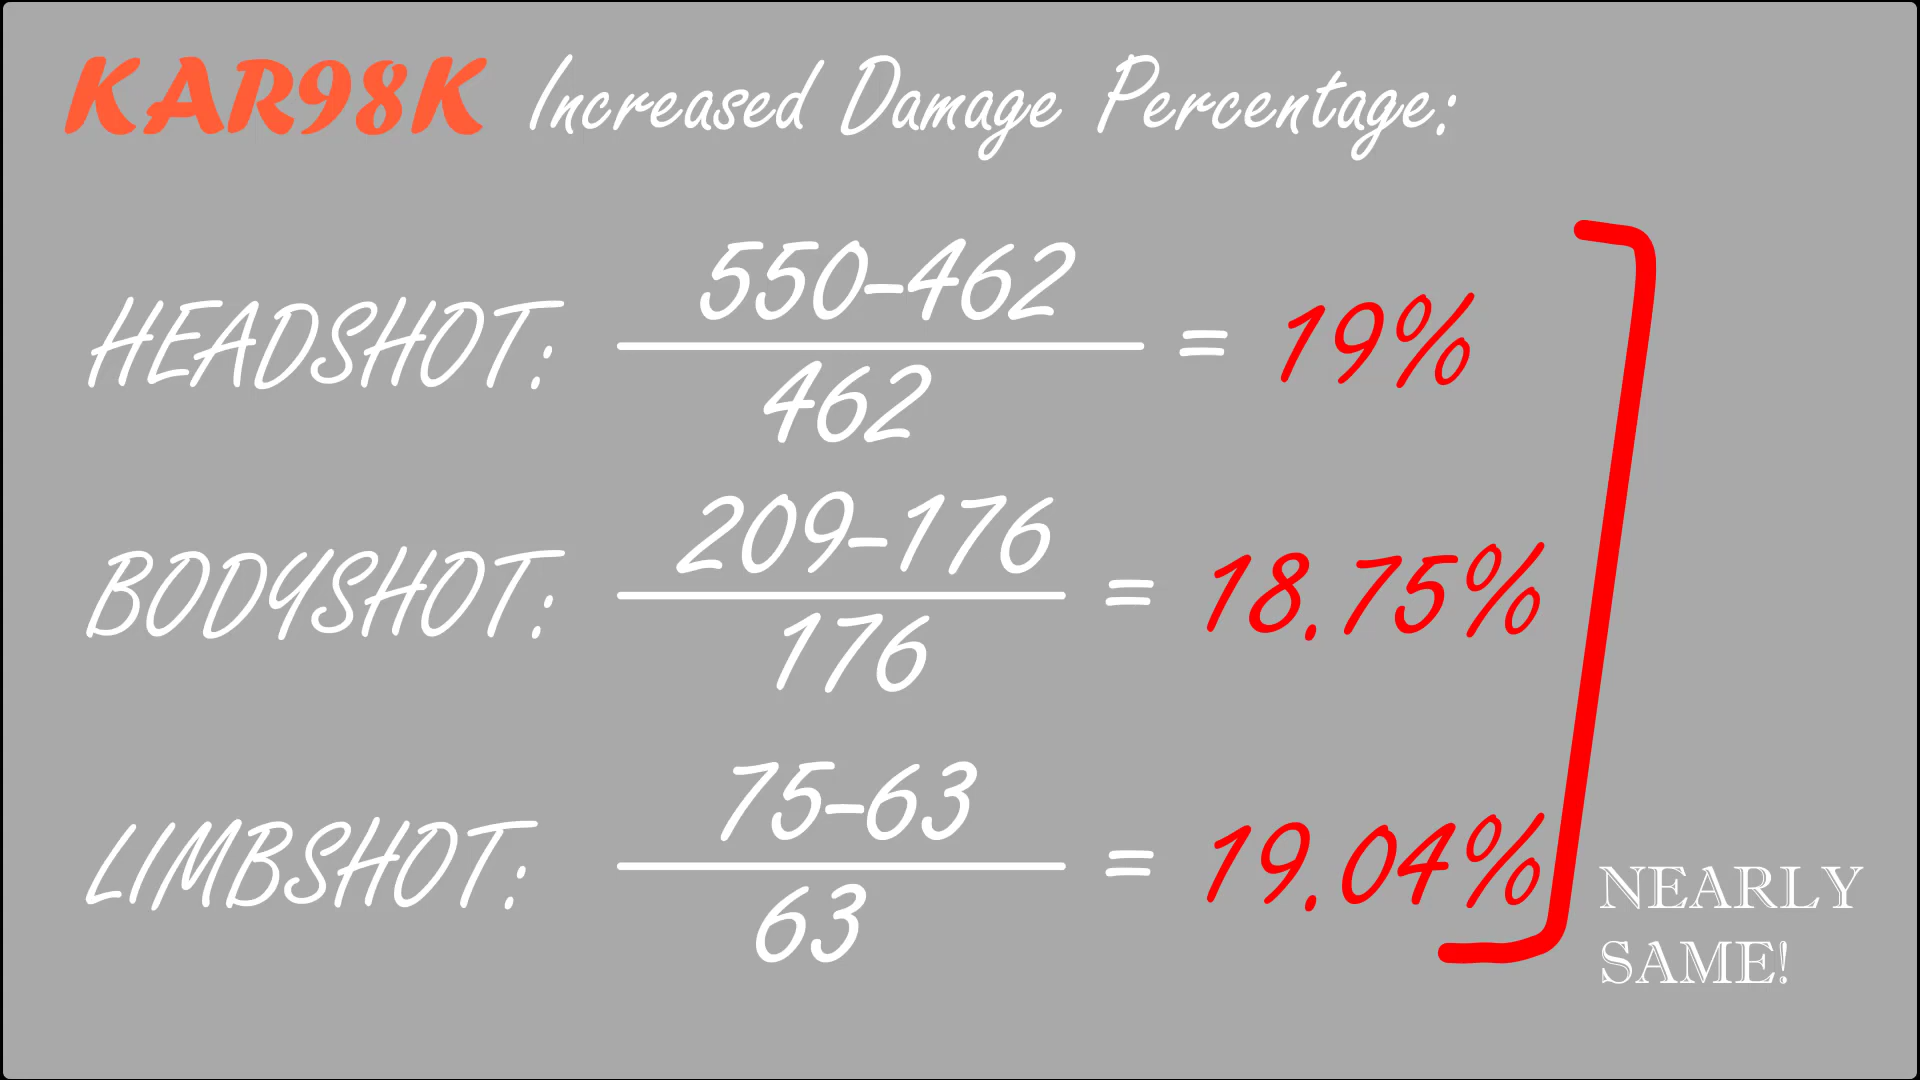 KAR98K Increased Damage Percentage:
HEADSHOT: 550-462 = 19%
462
BODYSHOT: 209-176 = 18.75%
176
LIMBSHOT: 75-63 = 19.04%
63
NEARLY
SAME!